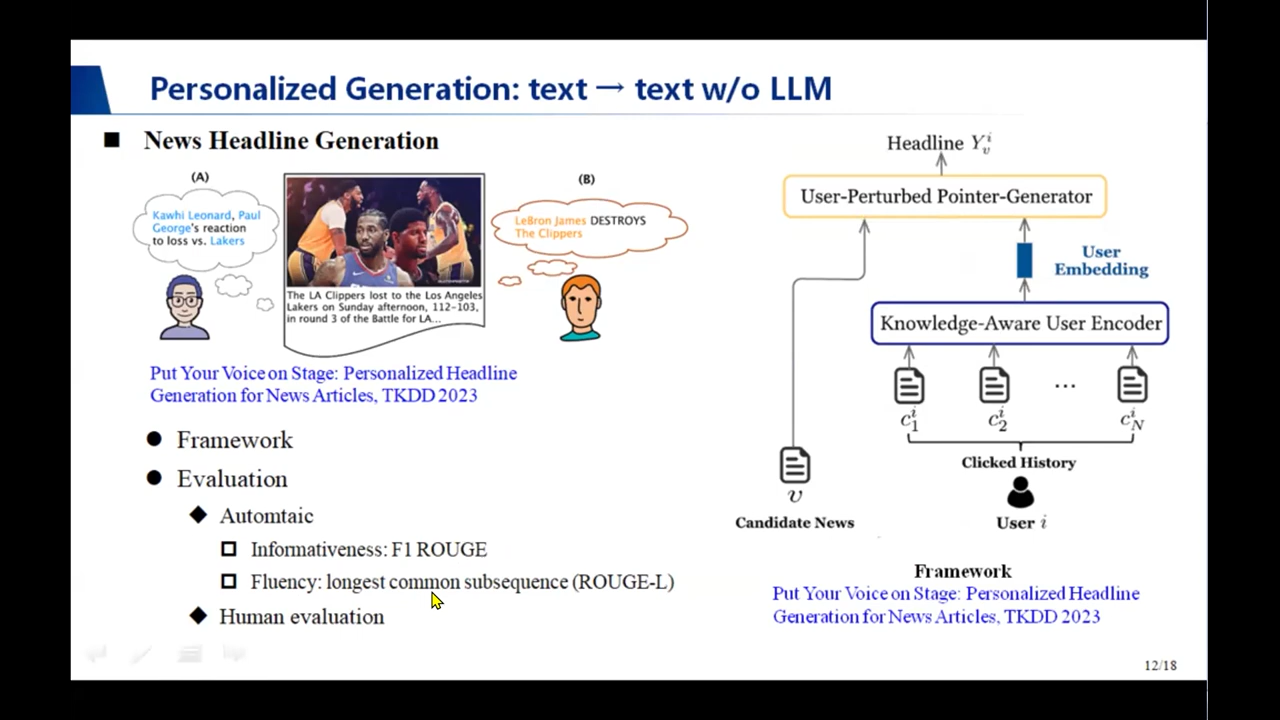 Personalized Generation: text → text w/o LLM
■ News Headline Generation
(A)
Kawhi Leonard, Paul
George's reaction
to loss vs. Lakers
The LA Clippers lost to the Los Angeles
Lakers on Sunday afternoon, 112-103,
in round 3 of the Battle for LA...
(B)
LeBron James DESTROYS
The Clippers
Put Your Voice on Stage: Personalized Headline
Generation for News Articles, TKDD 2023
● Framework
● Evaluation
◆ Automtaic
□ Informativeness: F1 ROUGE
□ Fluency: longest common subsequence (ROUGE-L)
◆ Human evaluation
Headline Y_v^i
User-Perturbed Pointer-Generator
User
Embedding
Knowledge-Aware User Encoder
c_1^i c_2^i ... c_N^i
Clicked History
v
Candidate News
User i
Framework
Put Your Voice on Stage: Personalized Headline
Generation for News Articles, TKDD 2023
12/18